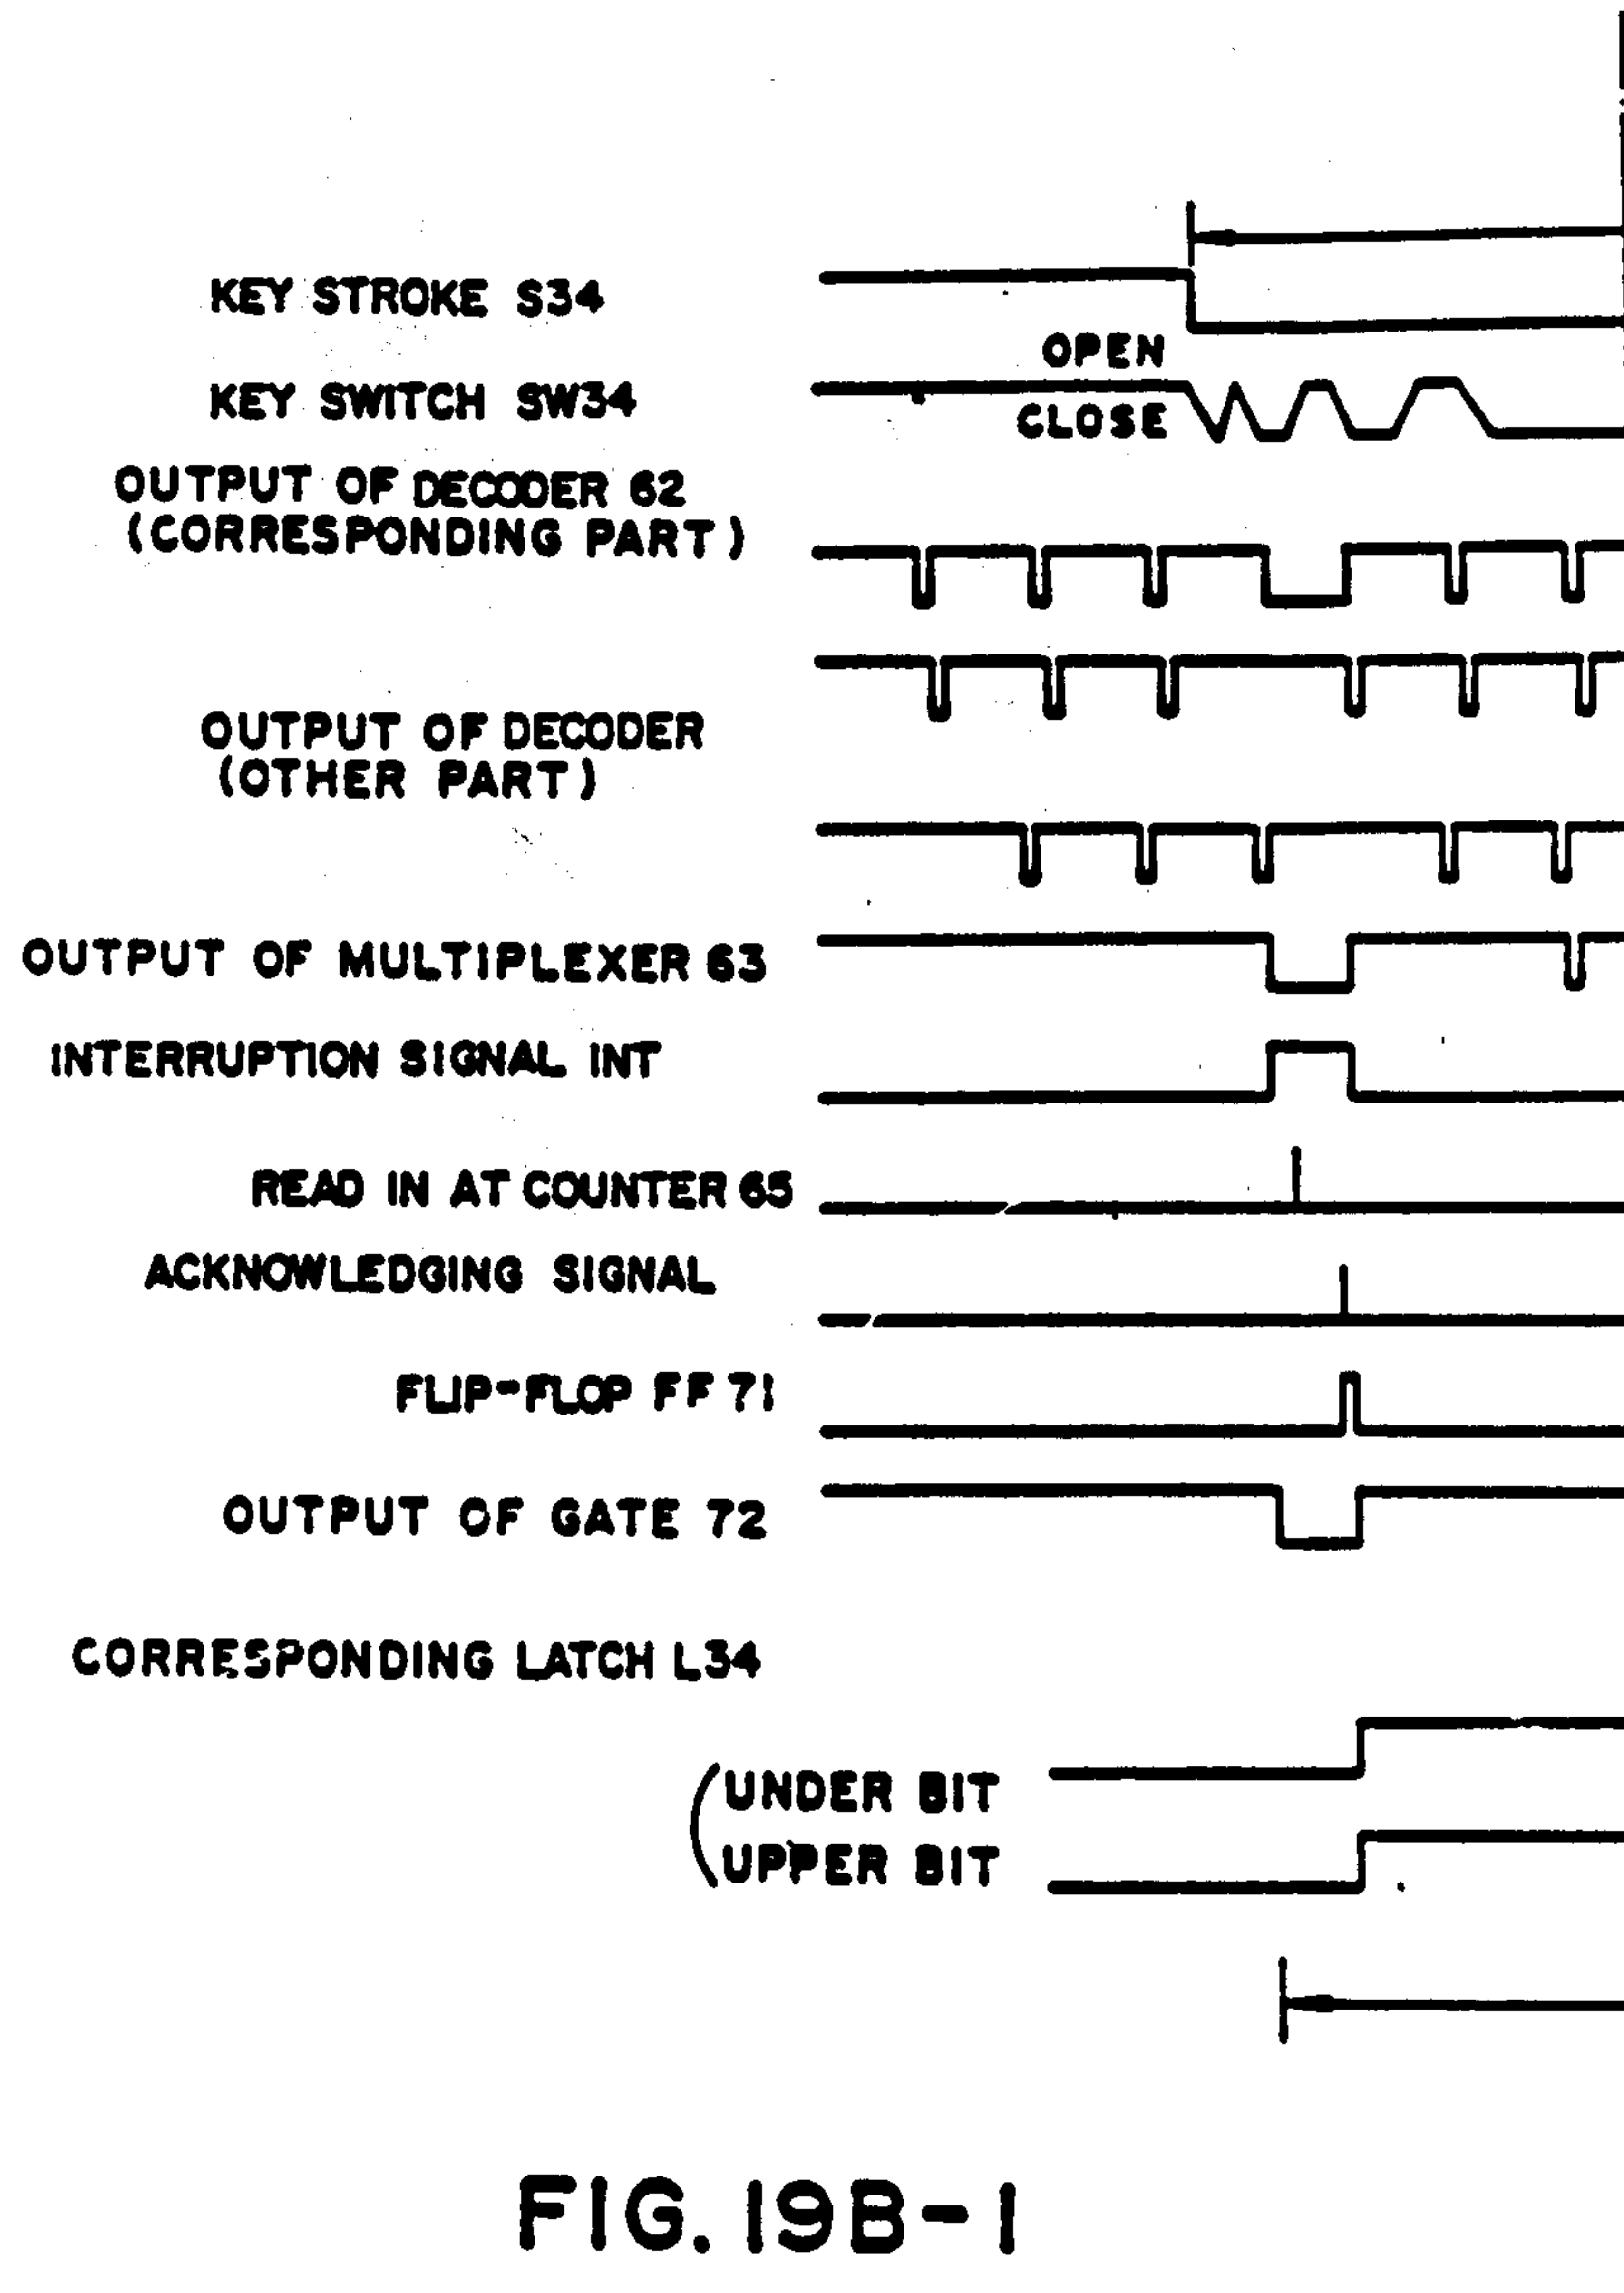 KEY STROKE S34
OPEN
KEY SWITCH SW34
CLOSE
OUTPUT OF DECODER 62
(CORRESPONDING PART)
OUTPUT OF DECODER
(OTHER PART)
OUTPUT OF MULTIPLEXER 63
INTERRUPTION SIGNAL INT
READ IN AT COUNTER 65
ACKNOWLEDGING SIGNAL
FLIP-FLOP FF 71
OUTPUT OF GATE 72
CORRESPONDING LATCH L34
(UNDER BIT
UPPER BIT
FIG. 19B-1